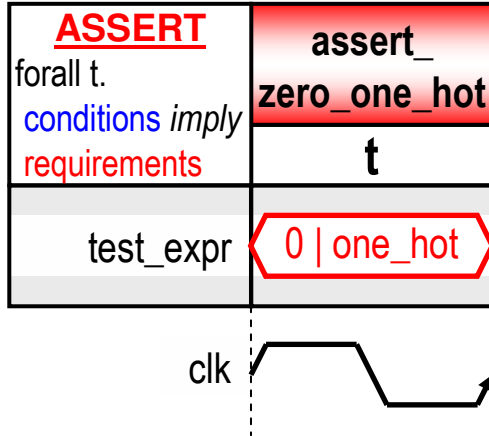 ASSERT
forall t.
conditions imply
requirements
assert_
zero_one_hot
t
test_expr
0 | one_hot
clk